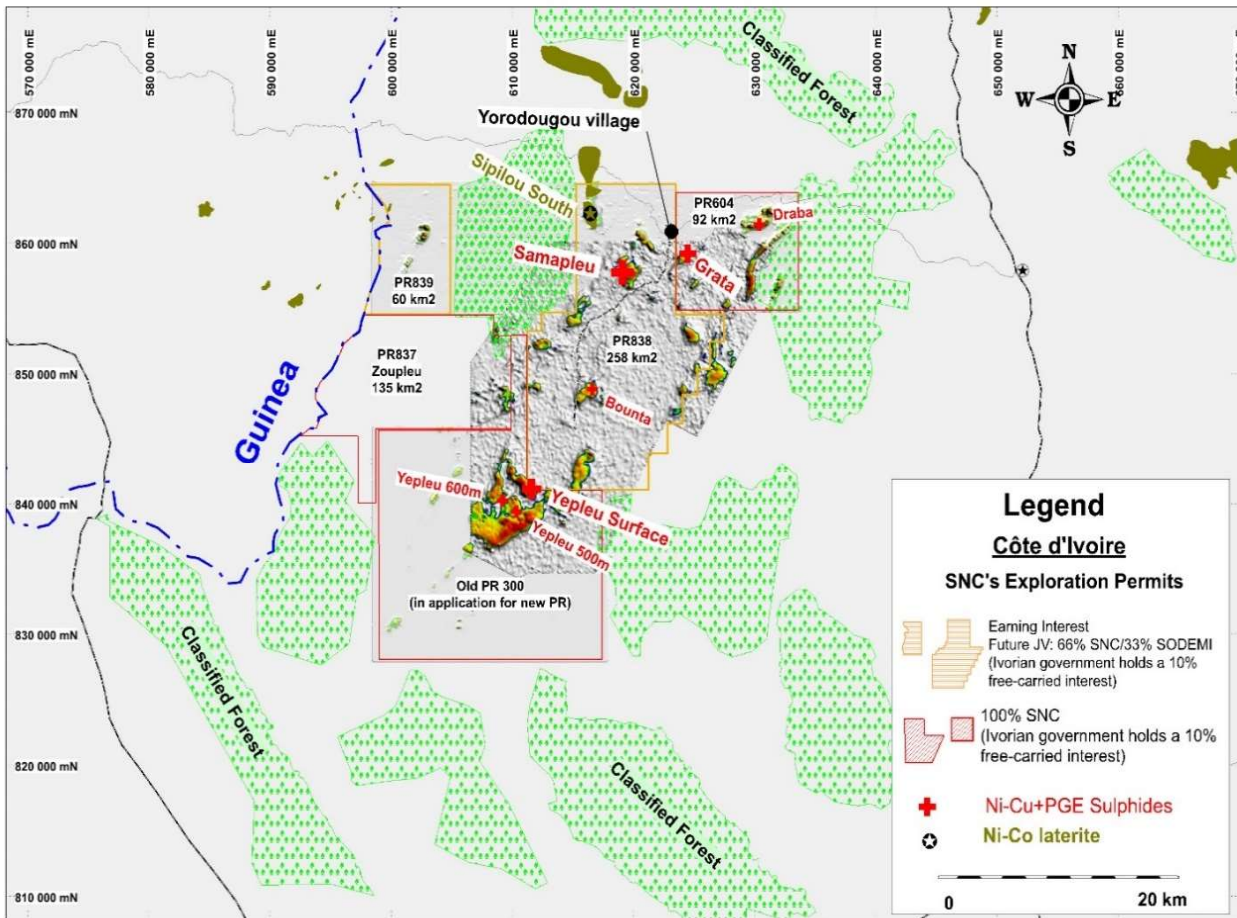 570 000 mE
580 000 mE
590 000 mE
600 000 mE
610 000 mE
620 000 mE
630 000 mE
650 000 mE
660 000 mE
Classified Forest
N
W
E
S
870 000 mN
Yorodougou village
Sipilou South
PR604
92 km2
Draba
860 000 mN
Samapleu
Grata
PR839
60 km2
PR838
258 km2
PR837
Zoupleu
135 km2
850 000 mN
Guinea
Bounta
Yepleu 600m
Yepleu Surface
840 000 mN
Yepleu 500m
Old PR 300
(in application for new PR)
830 000 mN
Classified Forest
820 000 mN
Classified Forest
810 000 mN
Legend
Côte d'Ivoire
SNC's Exploration Permits
Earning Interest
Future JV: 66% SNC/33% SODEMI
(Ivorian government holds a 10%
free-carried interest)
100% SNC
(Ivorian government holds a 10%
free-carried interest)
Ni-Cu+PGE Sulphides
Ni-Co laterite
0
20 km